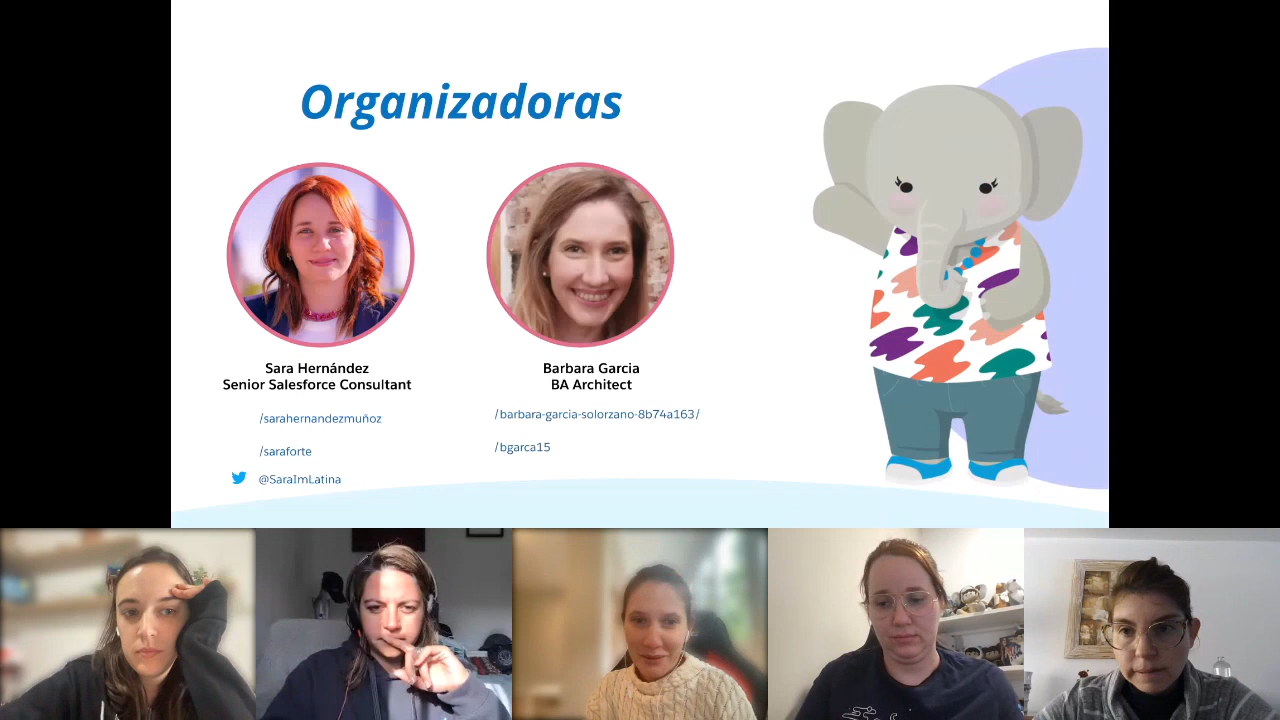 Organizadoras
Sara Hernández
Senior Salesforce Consultant
/sarahernandezmuñoz
/saraforte
@SaraImLatina
Barbara Garcia
BA Architect
/barbara-garcia-solorzano-8b74a163/
/bgarca15